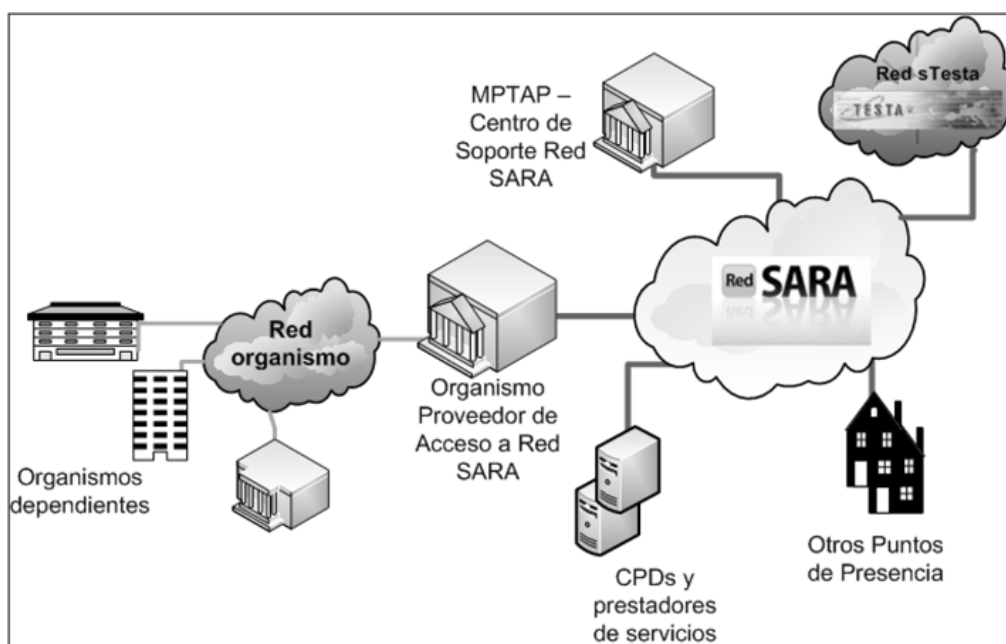 Red sTesta
TESTA
MPTAP –
Centro de
Soporte Red
SARA
Red SARA
Red
organismo
Organismo
Proveedor de
Acceso a Red
SARA
Organismos
dependientes
CPDs y
prestadores
de servicios
Otros Puntos
de Presencia